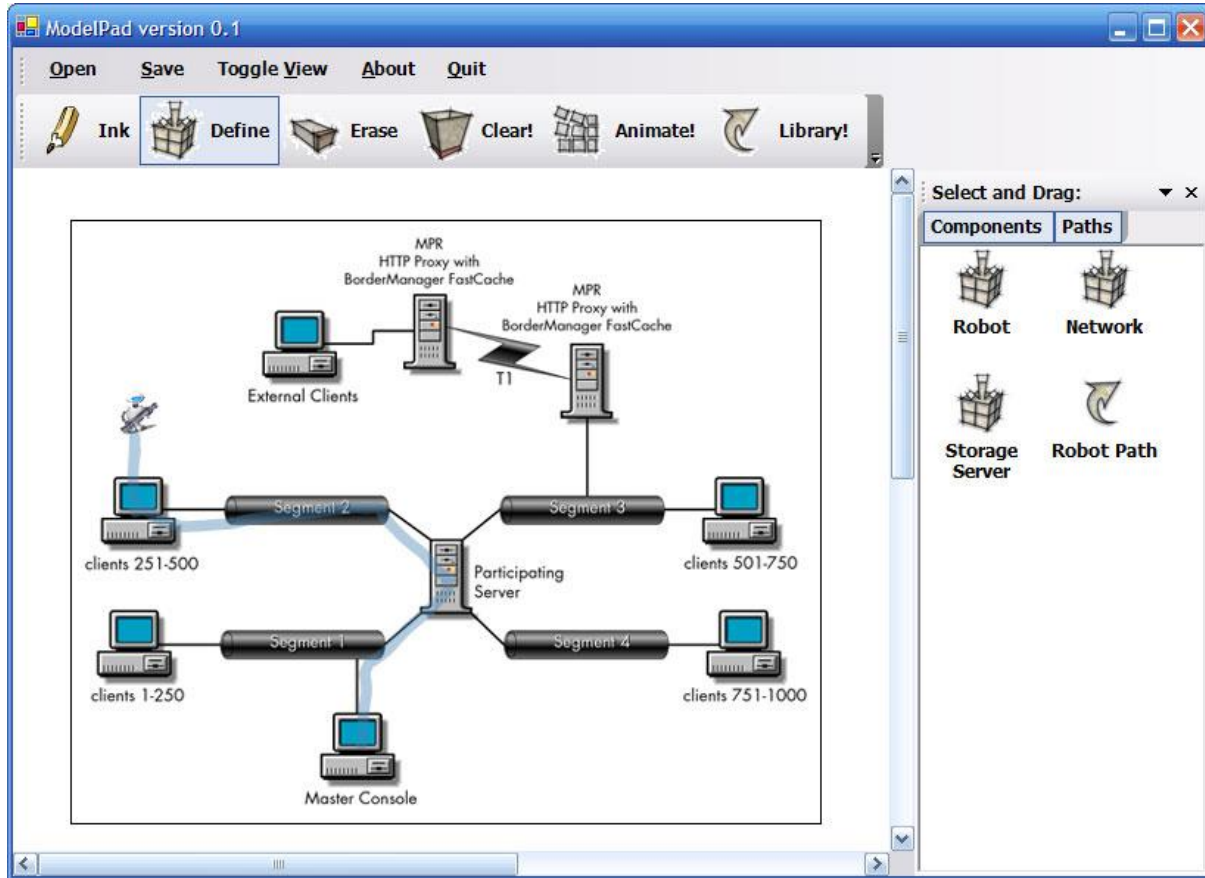 ModelPad version 0.1
Open Save Toggle View About Quit
Ink Define Erase Clear! Animate! Library!
Select and Drag:
Components Paths
Robot Network
Storage Server Robot Path
MPR
HTTP Proxy with
BorderManager FastCache
MPR
HTTP Proxy with
BorderManager FastCache
T1
External Clients
Segment 2
Segment 3
clients 251-500
Participating
Server
clients 501-750
Segment 1
Segment 4
clients 1-250
clients 751-1000
Master Console